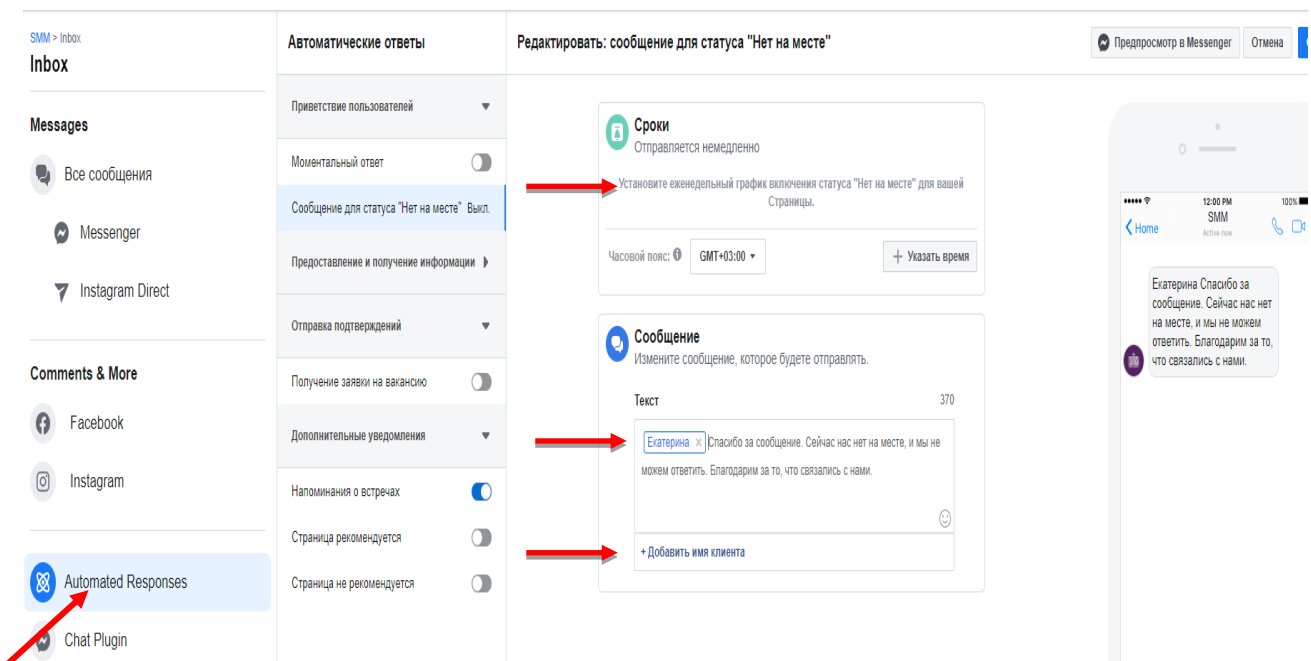 SMM > Inbox
Inbox
Messages
Все сообщения
Messenger
Instagram Direct
Comments & More
Facebook
Instagram
Automated Responses
Chat Plugin
Автоматические ответы
Приветствие пользователей
Моментальный ответ
Сообщение для статуса "Нет на месте" Выкл.
Предоставление и получение информации
Отправка подтверждений
Получение заявки на вакансию
Дополнительные уведомления
Напоминания о встречах
Страница рекомендуется
Страница не рекомендуется
Редактировать: сообщение для статуса "Нет на месте"
Предпросмотр в Messenger
Отмена
Сроки
Отправляется немедленно
Установите еженедельный график включения статуса "Нет на месте" для вашей
Страницы.
Часовой пояс: GMT+03:00
+ Указать время
Сообщение
Измените сообщение, которое будете отправлять.
Текст 370
Екатерина × Спасибо за сообщение. Сейчас нас нет на месте, и мы не
можем ответить. Благодарим за то, что связались с нами.
+ Добавить имя клиента
12:00 PM 100%
Home
SMM
Active now
Екатерина Спасибо за
сообщение. Сейчас нас нет
на месте, и мы не можем
ответить. Благодарим за то,
что связались с нами.